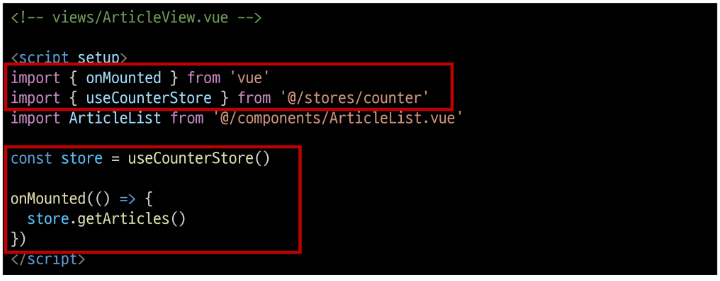 <!-- views/ArticleView.vue -->
<script setup>
import { onMounted } from 'vue'
import { useCounterStore } from '@/stores/counter'
import ArticleList from '@/components/ArticleList.vue'
const store = useCounterStore()
onMounted(() => {
  store.getArticles()
})
</script>